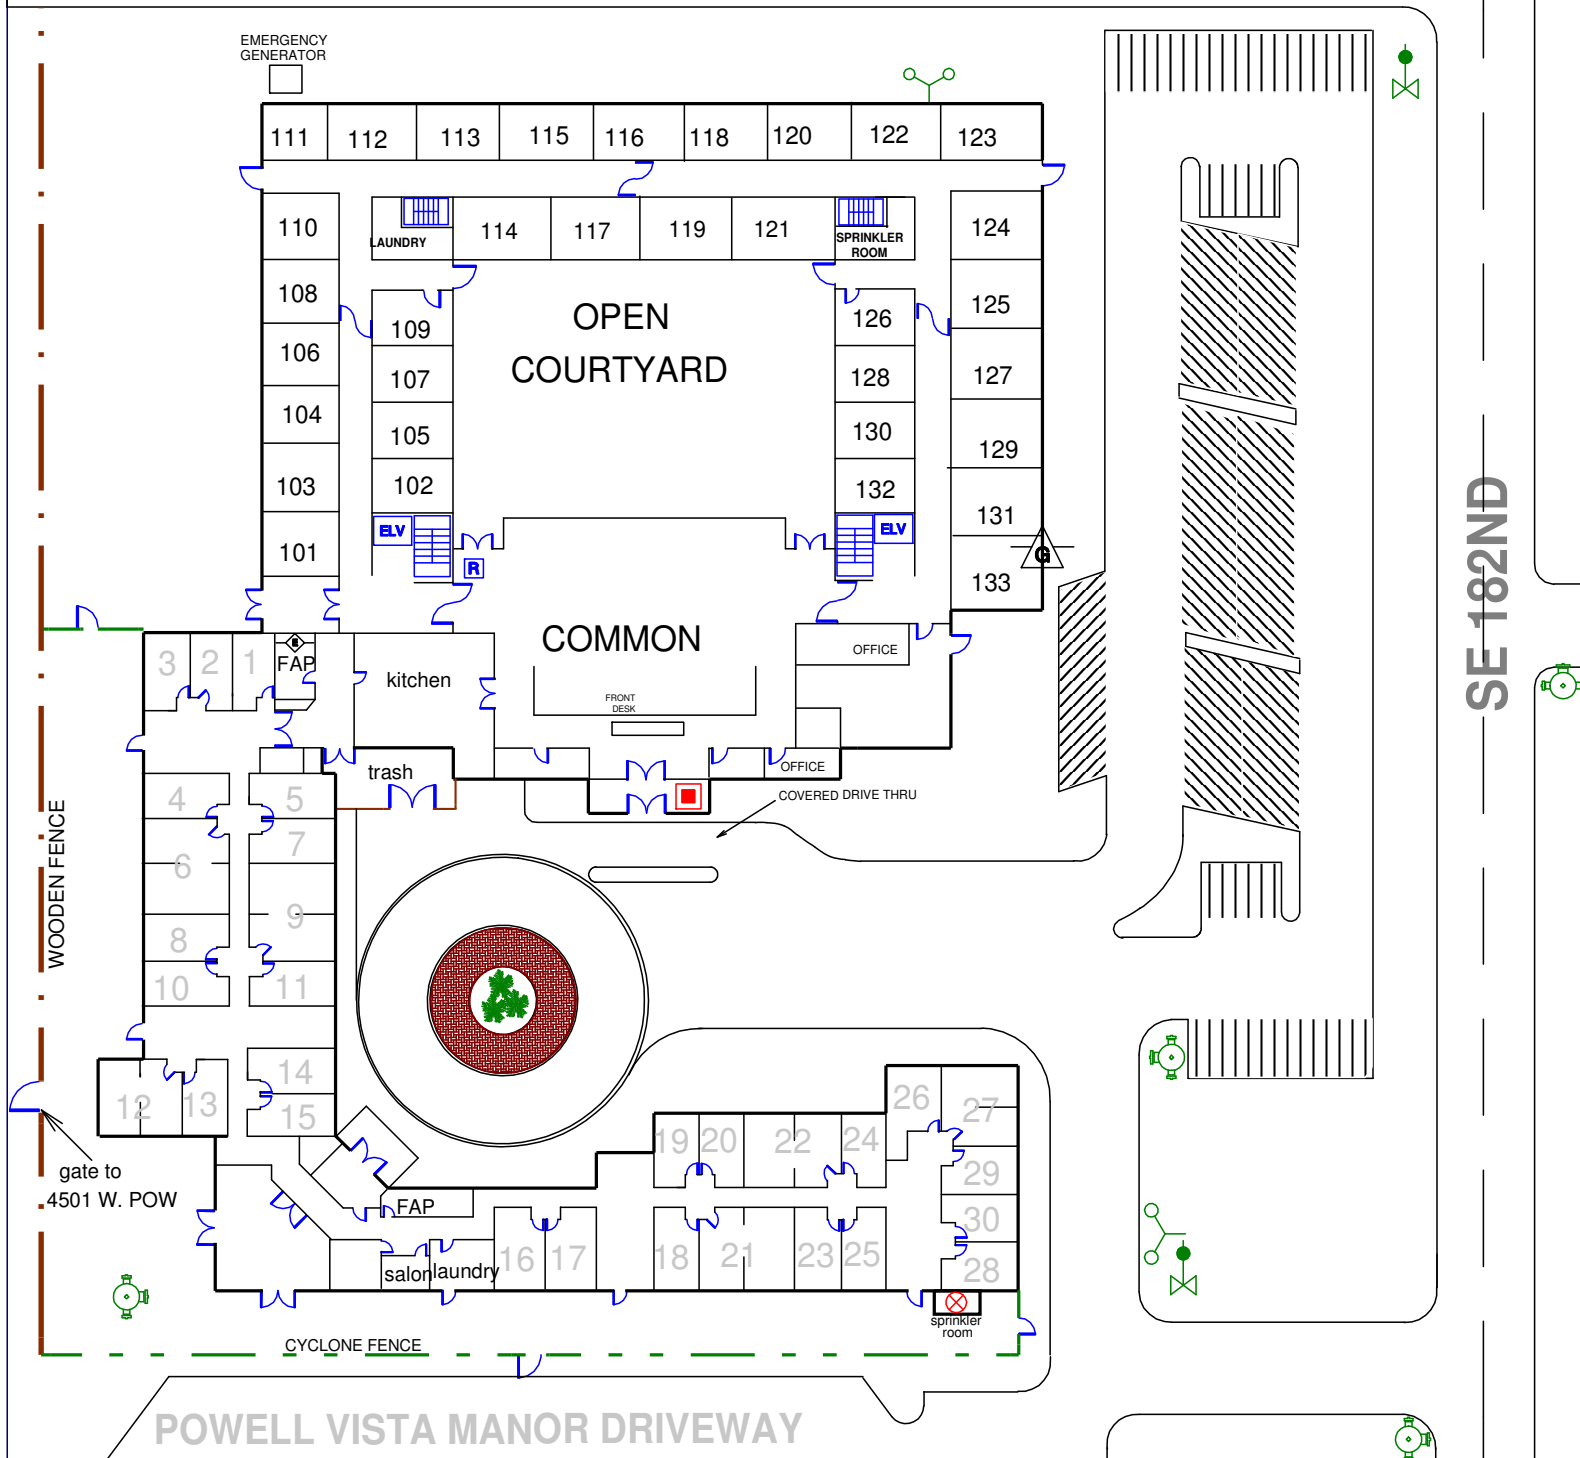 EMERGENCY
GENERATOR
111
112
113
115
116
118
120
122
123
110
LAUNDRY
114
117
119
121
SPRINKLER
ROOM
124
108
109
OPEN
COURTYARD
126
125
106
107
128
127
104
105
130
129
103
102
132
131
101
ELV
ELV
G
R
133
3
2
1
E
FAP
kitchen
COMMON
OFFICE
FRONT
DESK
SE 182ND
trash
OFFICE
COVERED DRIVE THRU
WOODEN FENCE
4
5
6
7
8
9
10
11
12
13
14
15
gate to
4501 W. POW
FAP
19
20
22
24
26
27
29
30
28
16
17
18
21
23
25
salon
laundry
sprinkler
room
CYCLONE FENCE
POWELL VISTA MANOR DRIVEWAY